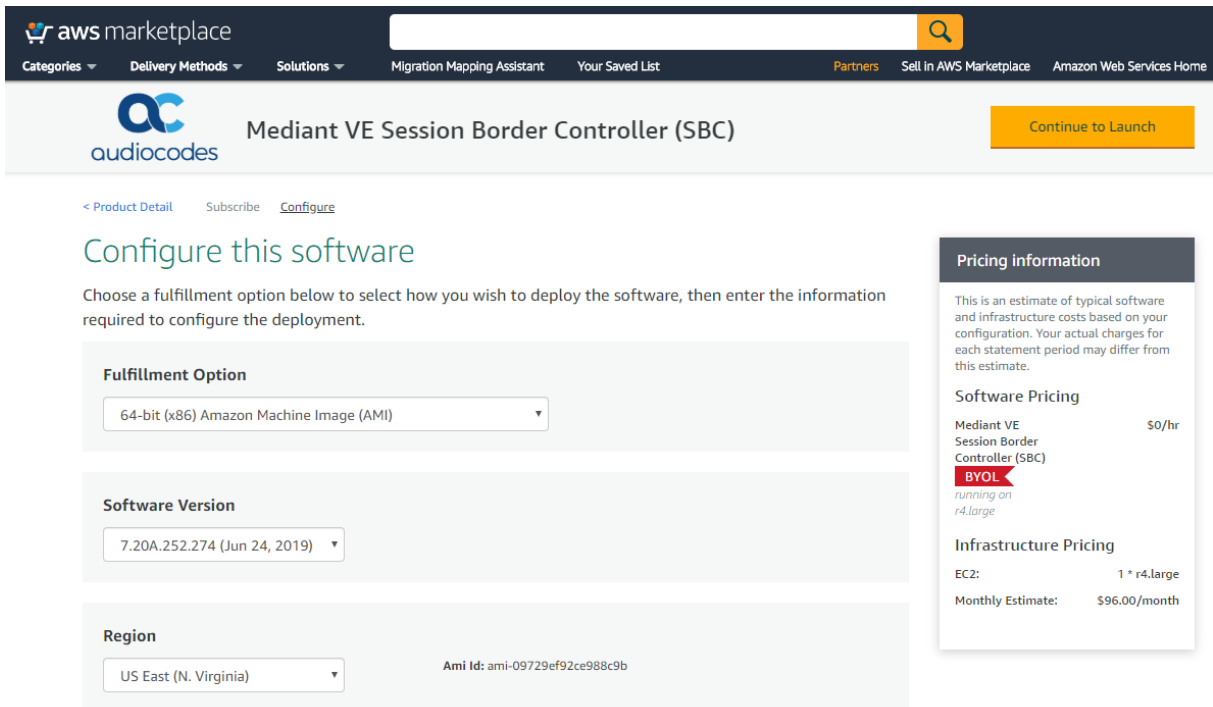 aws marketplace
Categories Delivery Methods Solutions Migration Mapping Assistant Your Saved List Partners Sell in AWS Marketplace Amazon Web Services Home
audiocodes
Mediant VE Session Border Controller (SBC)
Continue to Launch
< Product Detail Subscribe Configure
Configure this software
Choose a fulfillment option below to select how you wish to deploy the software, then enter the information
required to configure the deployment.
Fulfillment Option
64-bit (x86) Amazon Machine Image (AMI)
Software Version
7.20A.252.274 (Jun 24, 2019)
Region
US East (N. Virginia)
Ami Id: ami-09729ef92ce988c9b
Pricing information
This is an estimate of typical software
and infrastructure costs based on your
configuration. Your actual charges for
each statement period may differ from
this estimate.
Software Pricing
Mediant VE $0/hr
Session Border
Controller (SBC)
BYOL
running on
r4.large
Infrastructure Pricing
EC2: 1 * r4.large
Monthly Estimate: $96.00/month